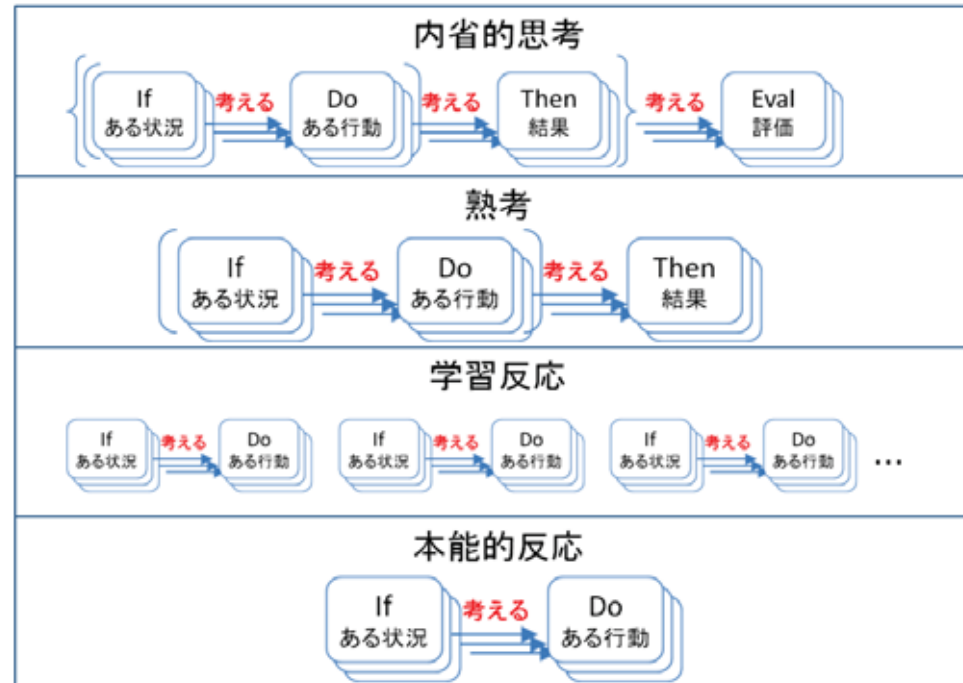 内省的思考
If
ある状況
考える
Do
ある行動
考える
Then
結果
考える
Eval
評価
熟考
If
ある状況
考える
Do
ある行動
考える
Then
結果
学習反応
If
ある状況
考える
Do
ある行動
If
ある状況
考える
Do
ある行動
If
ある状況
考える
Do
ある行動
…
本能的反応
If
ある状況
考える
Do
ある行動